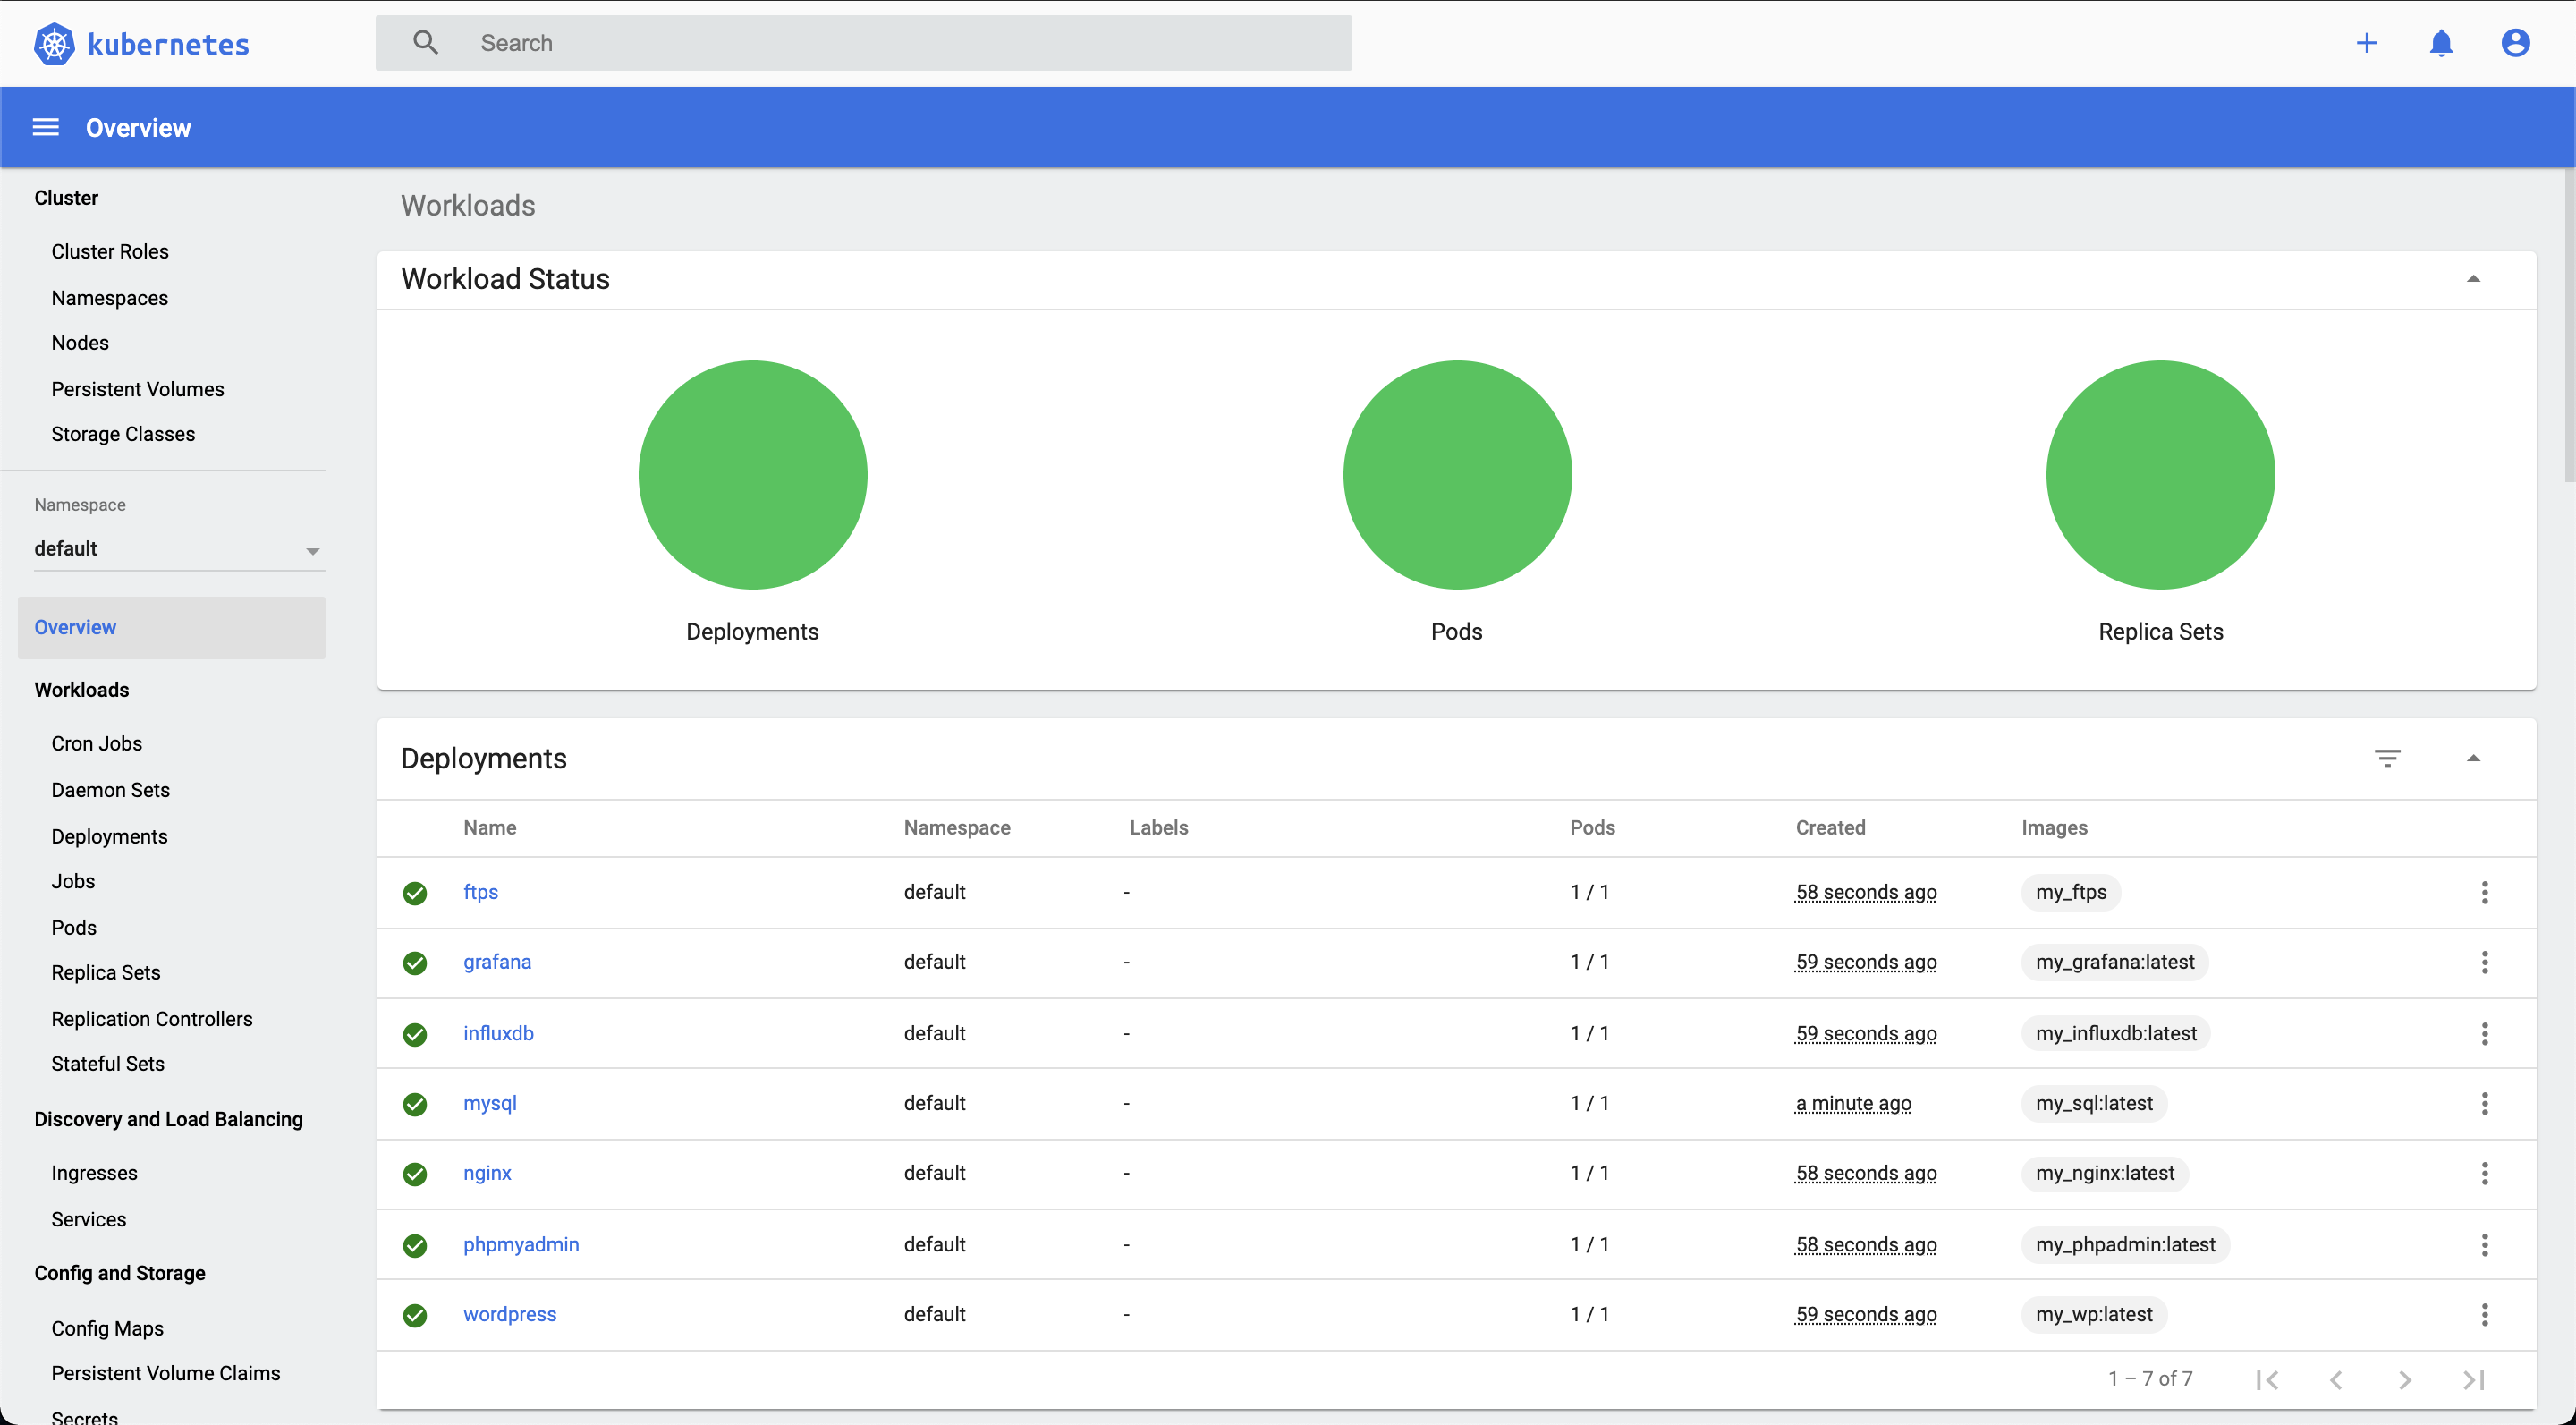 kubernetes
Search
Overview
Cluster
Cluster Roles
Namespaces
Nodes
Persistent Volumes
Storage Classes
Namespace
default
Overview
Workloads
Cron Jobs
Daemon Sets
Deployments
Jobs
Pods
Replica Sets
Replication Controllers
Stateful Sets
Discovery and Load Balancing
Ingresses
Services
Config and Storage
Config Maps
Persistent Volume Claims
Secrets
Workloads
Workload Status
Deployments Pods Replica Sets
Deployments
Name Namespace Labels Pods Created Images
ftps default - 1 / 1 58 seconds ago my_ftps
grafana default - 1 / 1 59 seconds ago my_grafana:latest
influxdb default - 1 / 1 59 seconds ago my_influxdb:latest
mysql default - 1 / 1 a minute ago my_sql:latest
nginx default - 1 / 1 58 seconds ago my_nginx:latest
phpmyadmin default - 1 / 1 58 seconds ago my_phpadmin:latest
wordpress default - 1 / 1 59 seconds ago my_wp:latest
1 – 7 of 7